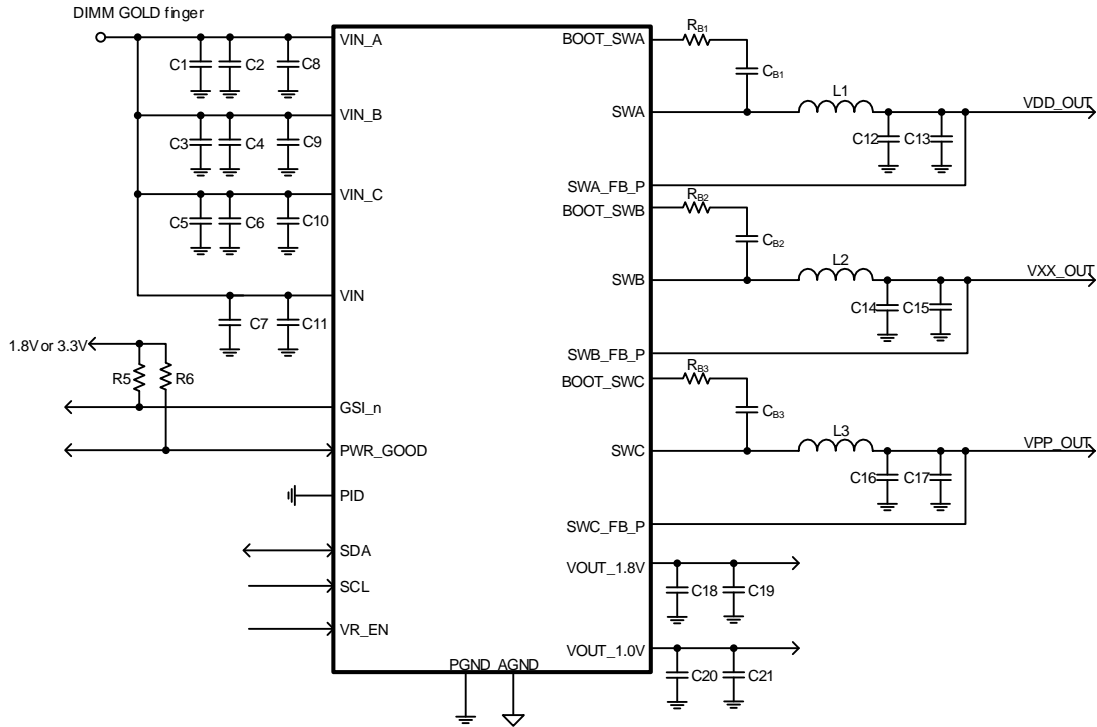 DIMM GOLD finger
VIN_A
C1
C2
C8
VIN_B
C3
C4
C9
VIN_C
C5
C6
C10
VIN
C7
C11
1.8V or 3.3V
R5
R6
GSI_n
PWR_GOOD
PID
SDA
SCL
VR_EN
PGND
AGND
BOOT_SWA
RB1
CB1
SWA
L1
VDD_OUT
C12
C13
SWA_FB_P
BOOT_SWB
RB2
CB2
SWB
L2
VXX_OUT
C14
C15
SWB_FB_P
BOOT_SWC
RB3
CB3
SWC
L3
VPP_OUT
C16
C17
SWC_FB_P
VOUT_1.8V
C18
C19
VOUT_1.0V
C20
C21